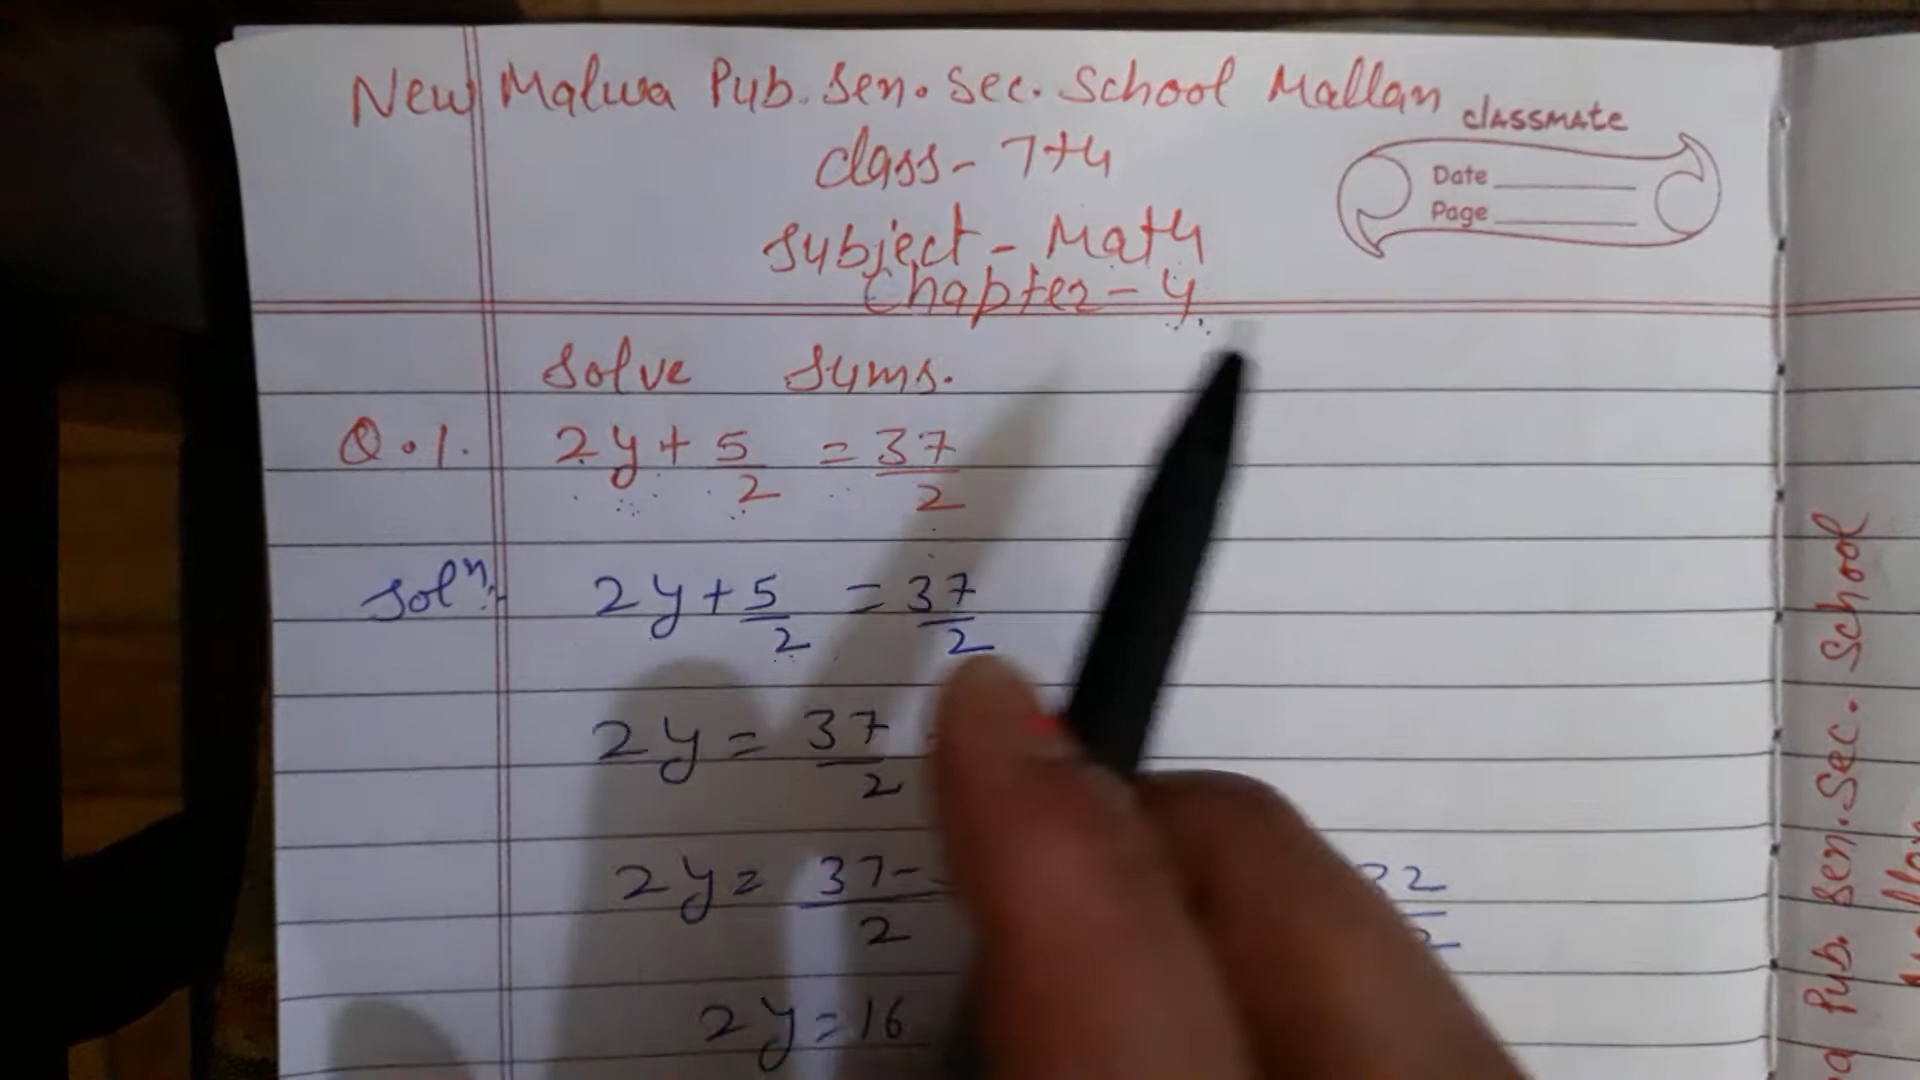 New Malwa Pub. Sen. Sec. School Mallan
classmate
class - 7th
Date
Page
Subject - Math
Chapter - 4
Solve Sums.
Q.1. 2y + 5/2 = 37/2
Solⁿ:- 2y + 5/2 = 37/2
2y = 37/2
2y = 37-/2 32/2
2y = 16
Pub. Sen. Sec. School